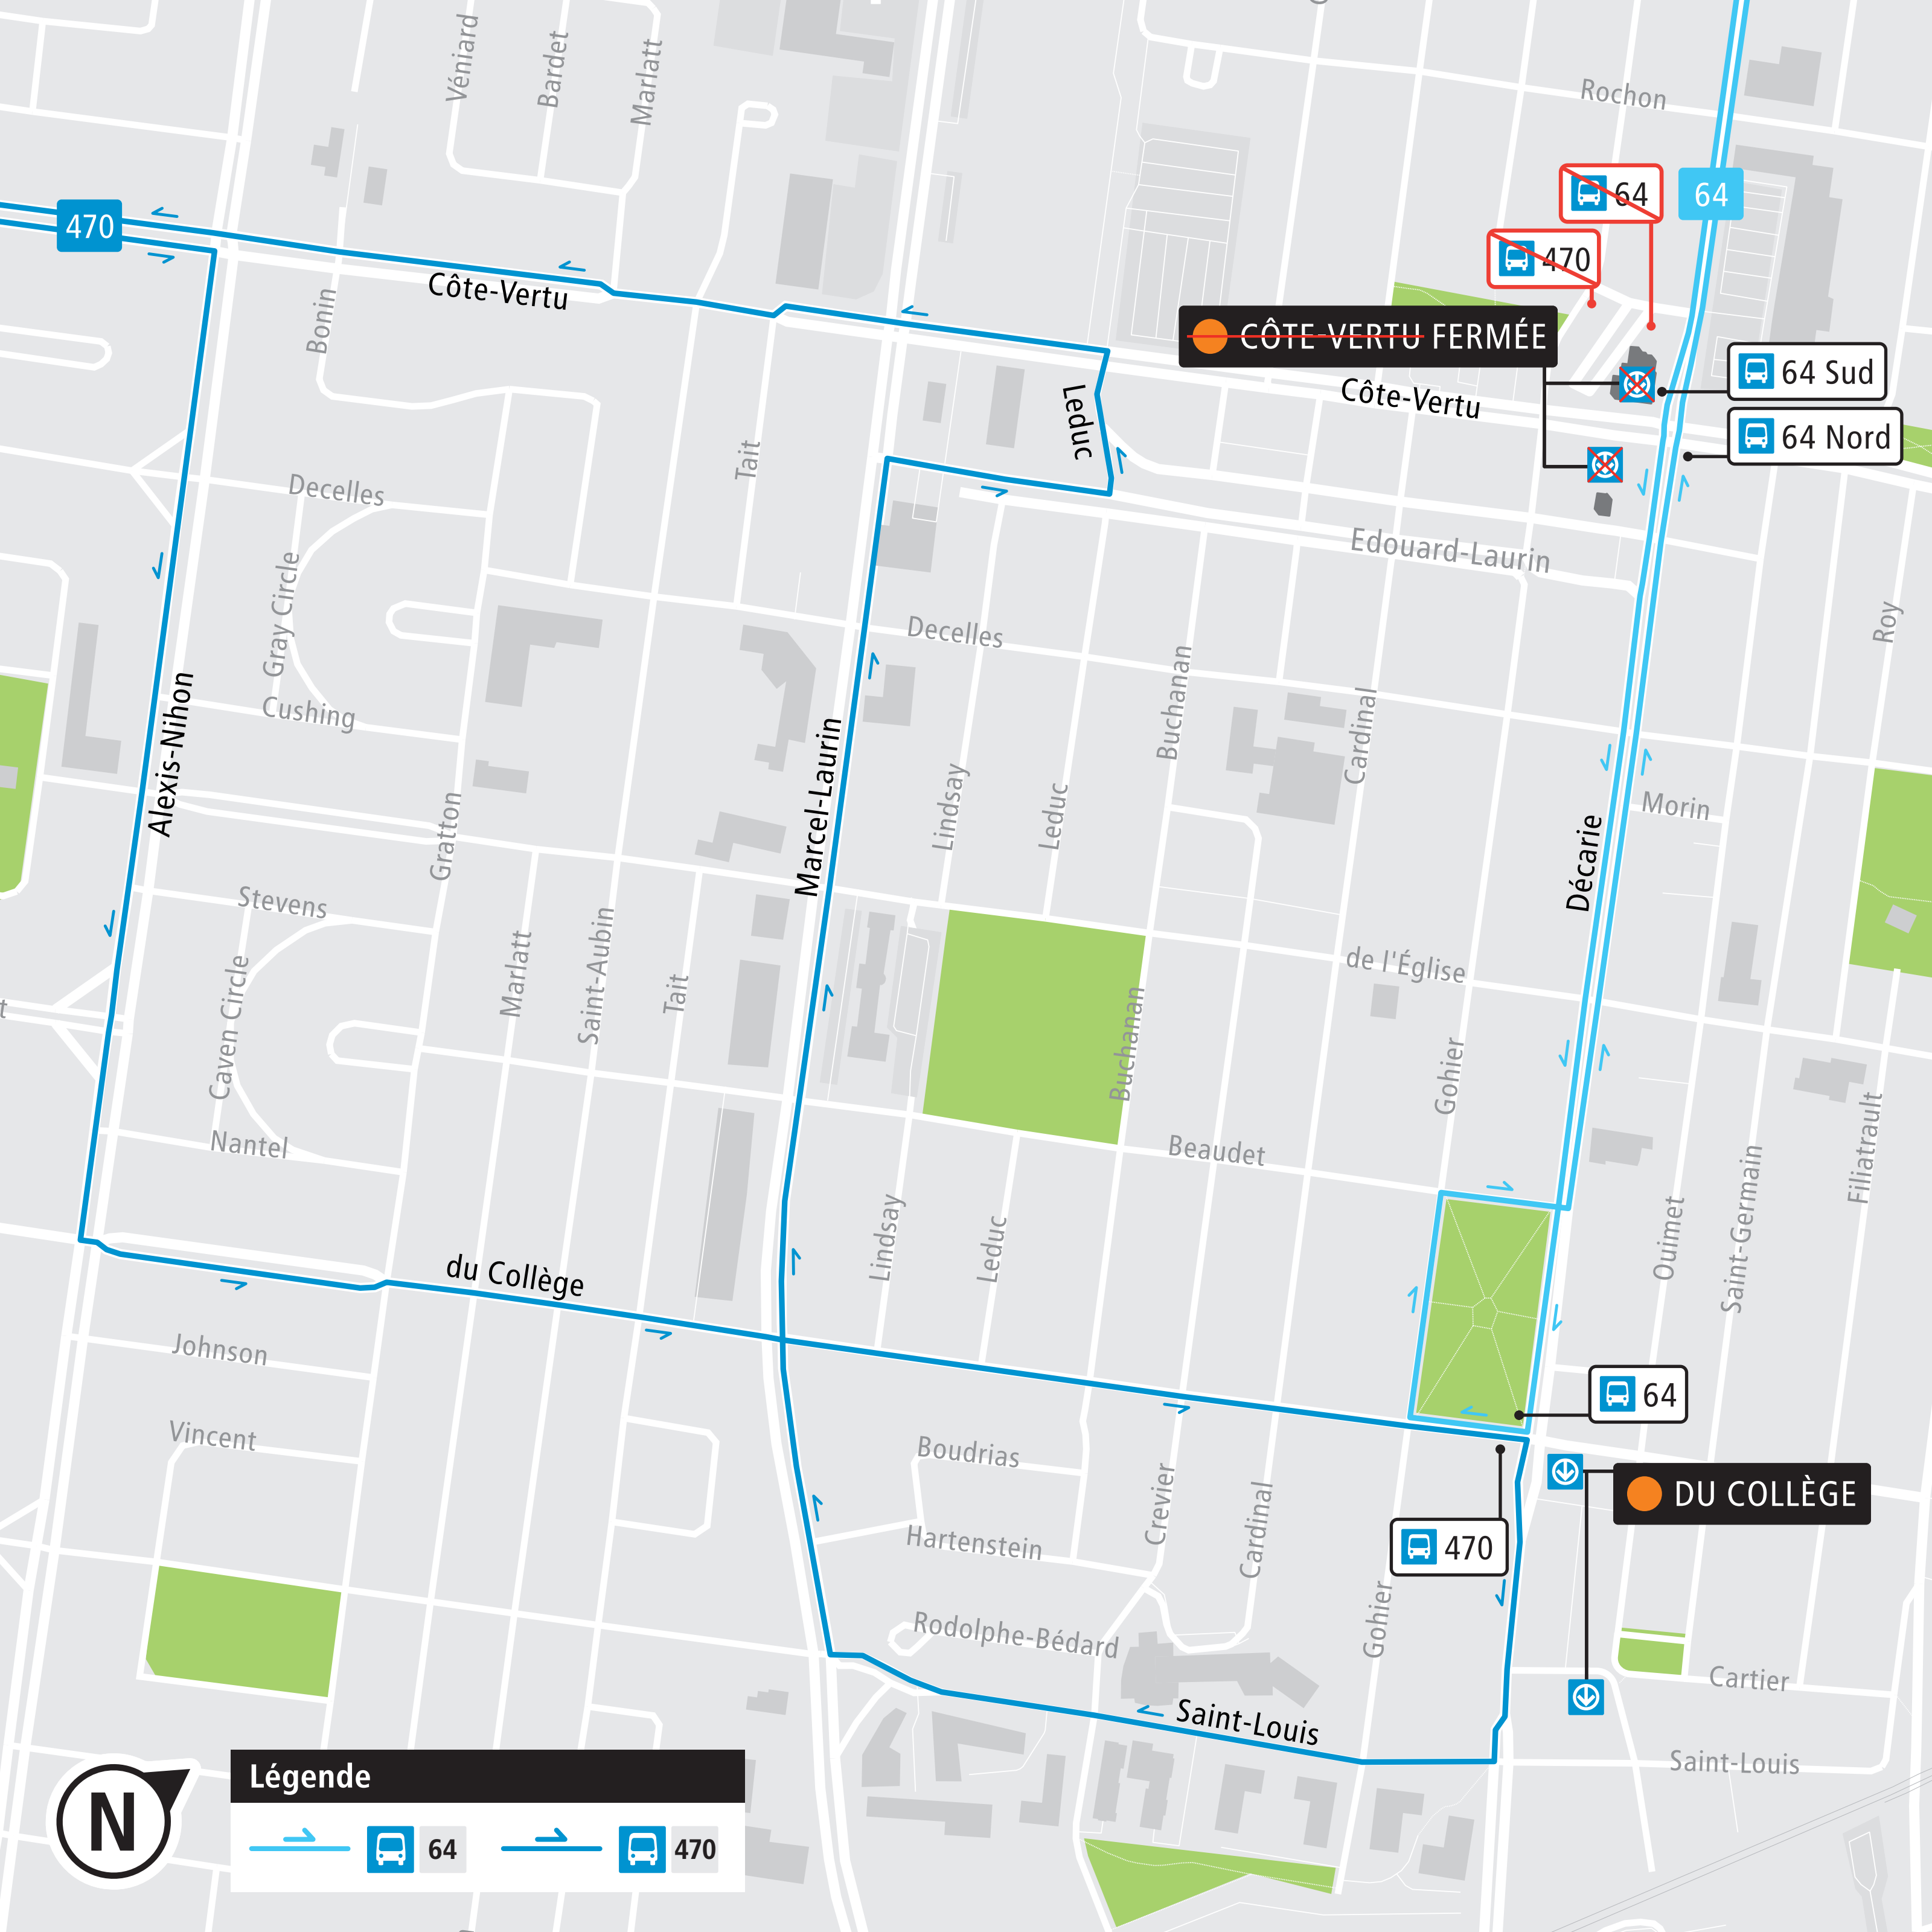 Véniard
Bardet
Marlatt
Rochon
64
64
470
470
Côte-Vertu
CÔTE-VERTU FERMÉE
64 Sud
64 Nord
Bonin
Leduc
Côte-Vertu
Tait
Decelles
Edouard-Laurin
Gray Circle
Decelles
Roy
Cushing
Alexis-Nihon
Buchanan
Cardinal
Marcel-Laurin
Lindsay
Leduc
Morin
Gratton
Décarie
Stevens
Marlatt
Saint-Aubin
Tait
de l'Église
Caven Circle
Buchanan
Gohier
Nantel
Beaudet
Filiatrault
Lindsay
Leduc
Ouimet
Saint-Germain
du Collège
Johnson
64
Vincent
Boudrias
Crevier
Cardinal
DU COLLÈGE
Hartenstein
470
Rodolphe-Bédard
Gohier
Cartier
Saint-Louis
Saint-Louis
N
Légende
64
470